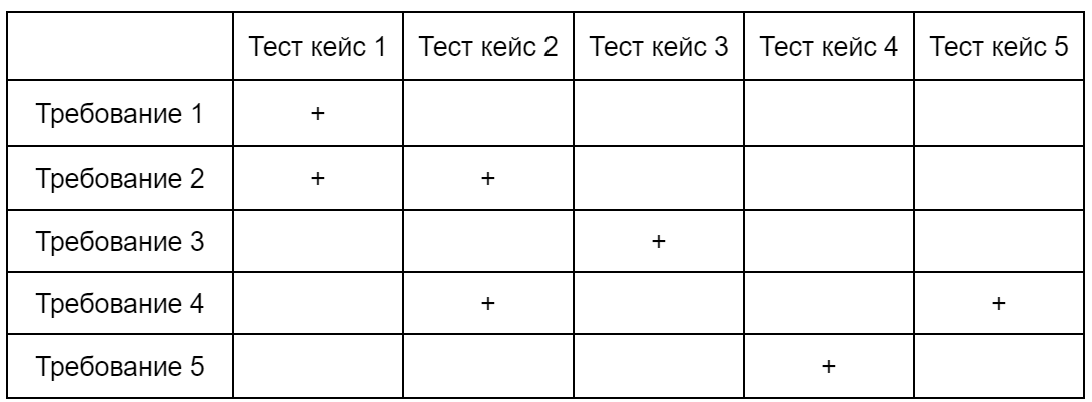 Тест кейс 1 Тест кейс 2 Тест кейс 3 Тест кейс 4 Тест кейс 5
Требование 1 +
Требование 2 + +
Требование 3 +
Требование 4 + +
Требование 5 +